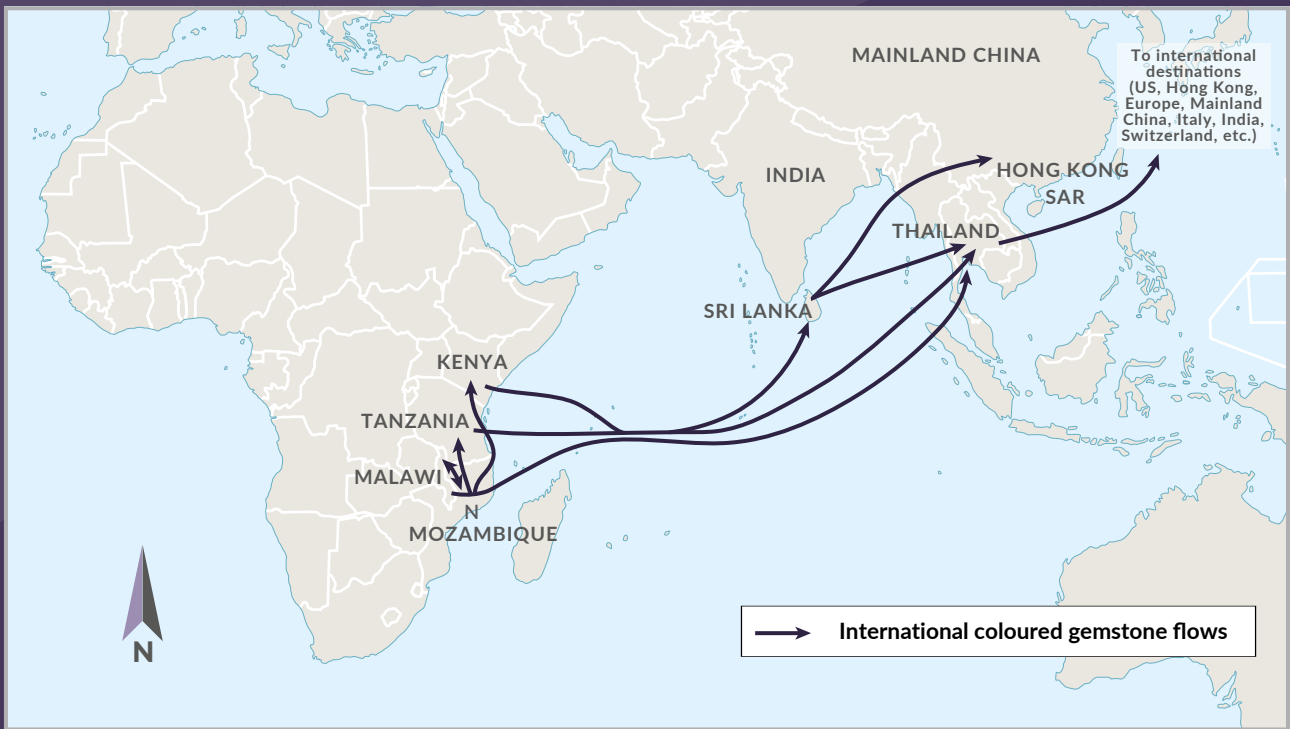 MAINLAND CHINA
To international
destinations
(US, Hong Kong,
Europe, Mainland
China, Italy, India,
Switzerland, etc.)
INDIA
HONG KONG
SAR
THAILAND
SRI LANKA
KENYA
TANZANIA
MALAWI
N
MOZAMBIQUE
N
International coloured gemstone flows